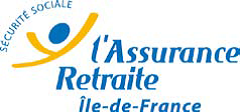 SÉCURITÉ SOCIALE
l'Assurance
Retraite
Île-de-France